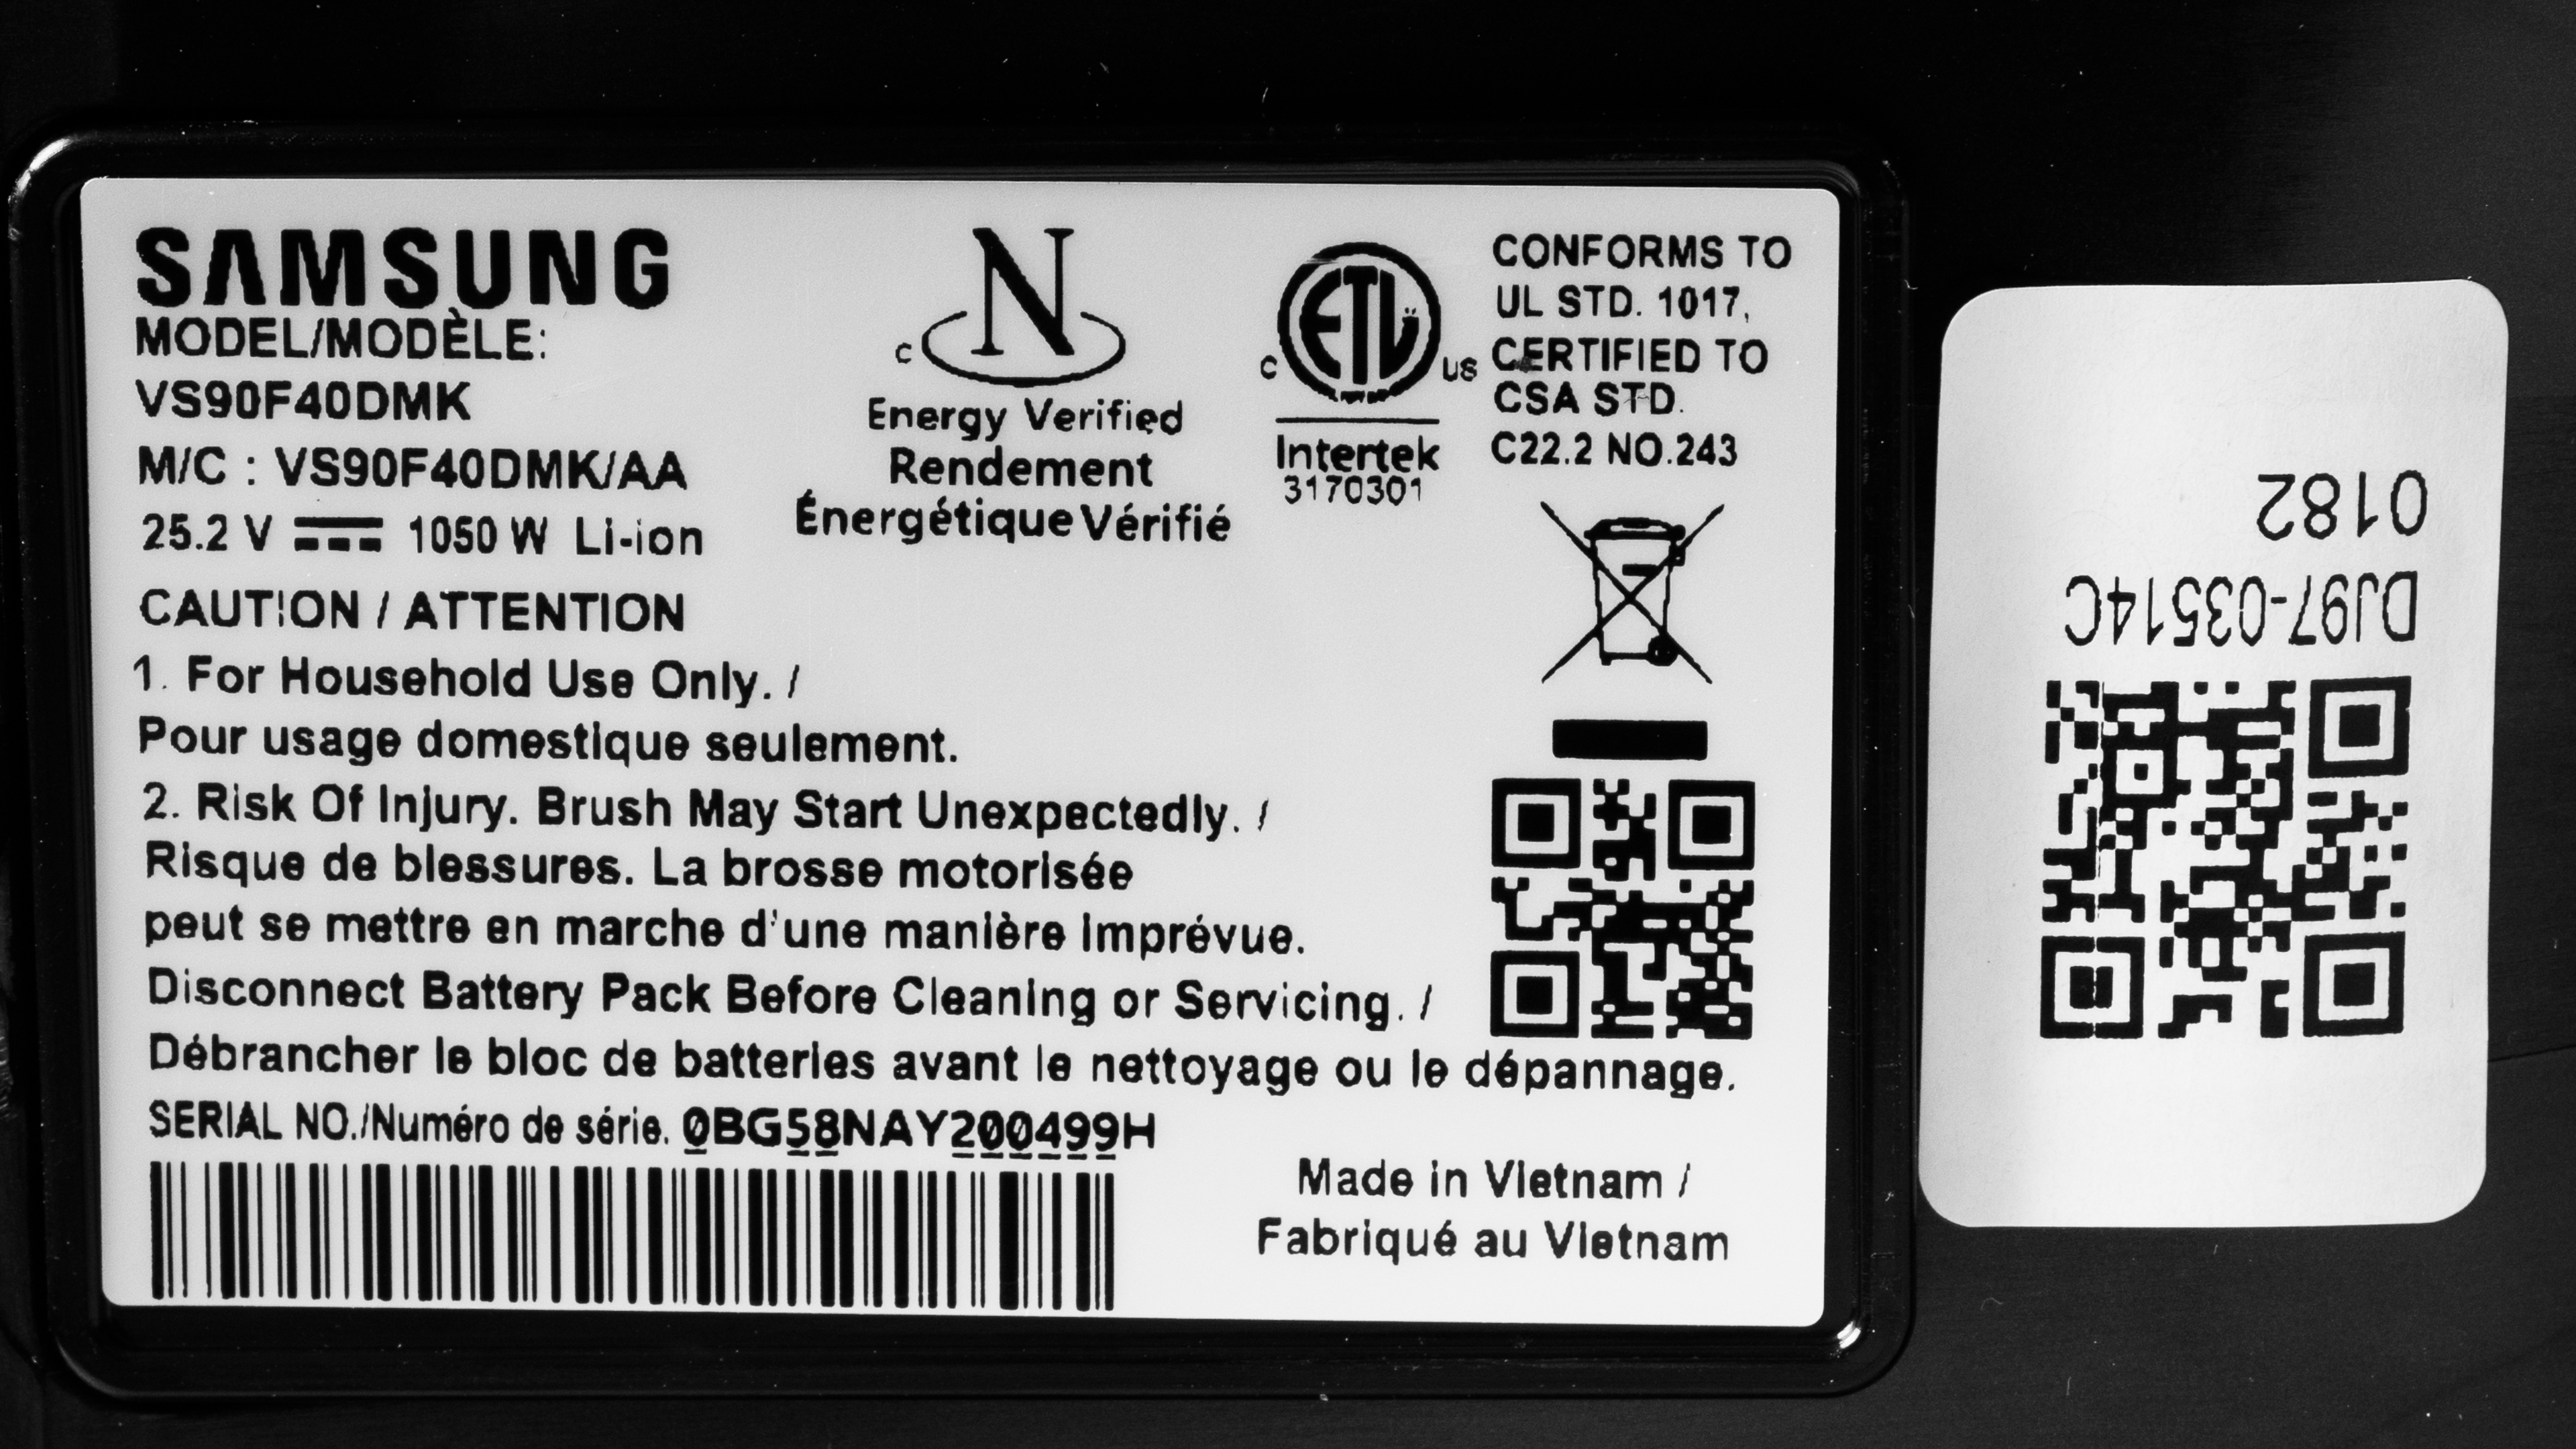 SAMSUNG
MODEL/MODÈLE:
VS90F40DMK
M/C : VS90F40DMK/AA
25.2 V 1050 W Li-ion
CAUTION / ATTENTION
1. For Household Use Only. /
Pour usage domestique seulement.
2. Risk Of Injury. Brush May Start Unexpectedly. /
Risque de blessures. La brosse motorisée
peut se mettre en marche d'une manière imprévue.
Disconnect Battery Pack Before Cleaning or Servicing. /
Débrancher le bloc de batteries avant le nettoyage ou le dépannage.
SERIAL NO./Numéro de série. 0BG58NAY200499H
N
c
Energy Verified
Rendement
Énergétique Vérifié
ETL
c us
Intertek
3170301
CONFORMS TO
UL STD. 1017,
CERTIFIED TO
CSA STD.
C22.2 NO.243
Made in Vietnam /
Fabriqué au Vietnam
DJ97-03514C
0182